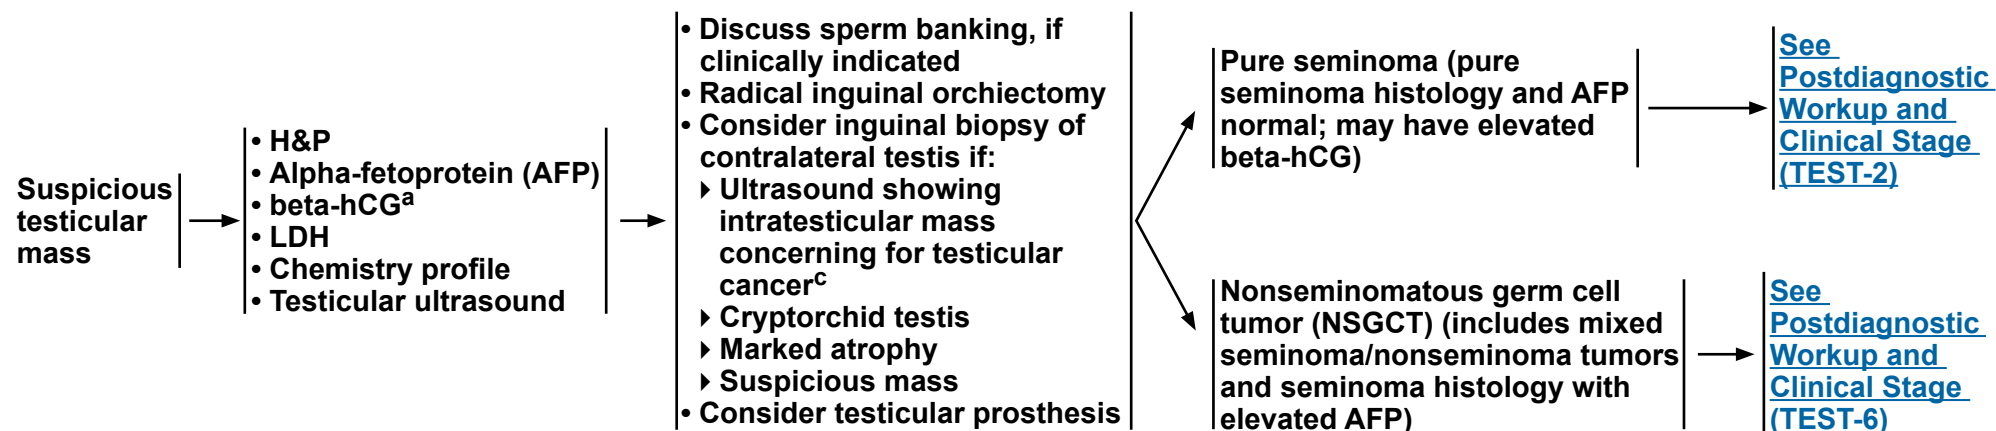 Suspicious
testicular
mass
• H&P
• Alpha-fetoprotein (AFP)
• beta-hCGa
• LDH
• Chemistry profile
• Testicular ultrasound
• Discuss sperm banking, if
clinically indicated
• Radical inguinal orchiectomy
• Consider inguinal biopsy of
contralateral testis if:
▸ Ultrasound showing
intratesticular mass
concerning for testicular
cancerc
▸ Cryptorchid testis
▸ Marked atrophy
▸ Suspicious mass
• Consider testicular prosthesis
Pure seminoma (pure
seminoma histology and AFP
normal; may have elevated
beta-hCG)
See
Postdiagnostic
Workup and
Clinical Stage
(TEST-2)
Nonseminomatous germ cell
tumor (NSGCT) (includes mixed
seminoma/nonseminoma tumors
and seminoma histology with
elevated AFP)
See
Postdiagnostic
Workup and
Clinical Stage
(TEST-6)